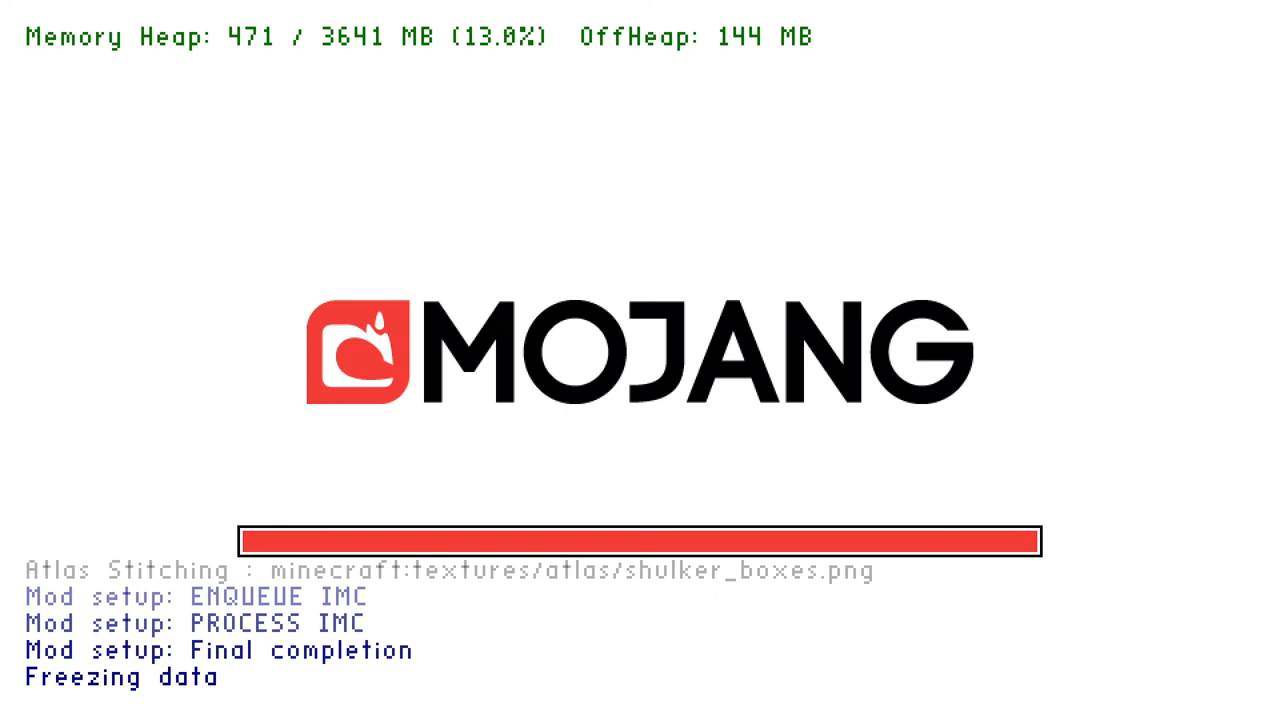 Memory Heap: 471 / 3641 MB (13.0%)  OffHeap: 144 MB
MOJANG
Atlas Stitching : minecraft:textures/atlas/shulker_boxes.png
Mod setup: ENQUEUE IMC
Mod setup: PROCESS IMC
Mod setup: Final completion
Freezing data